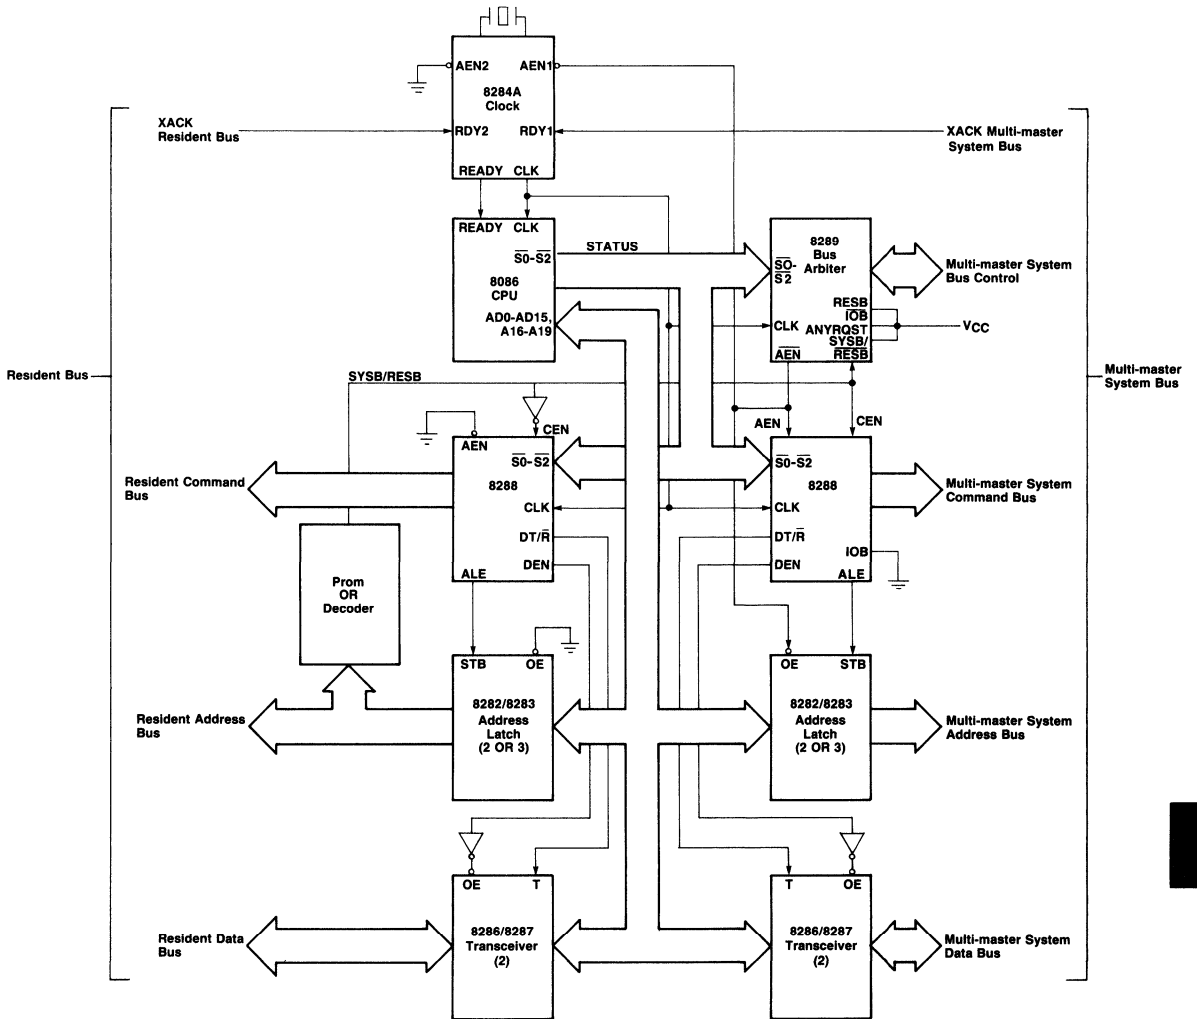 AEN2 AEN1
8284A
Clock
XACK
Resident Bus
RDY2 RDY1
XACK Multi-master
System Bus
READY CLK
READY CLK
S0-S2
STATUS
8086
CPU
AD0-AD15,
A16-A19
8289
Bus
Arbiter
S0-
S2
Multi-master System
Bus Control
RESB
IOB
ANYRQST
SYSB/
RESB
CLK
AEN
VCC
Resident Bus
Multi-master
System Bus
SYSB/RESB
CEN
AEN
S0-S2
8288
CLK
DT/R
DEN
ALE
AEN
CEN
S0-S2
8288
CLK
DT/R
DEN
IOB
ALE
Resident Command
Bus
Multi-master System
Command Bus
Prom
OR
Decoder
STB OE
8282/8283
Address
Latch
(2 OR 3)
OE STB
8282/8283
Address
Latch
(2 OR 3)
Resident Address
Bus
Multi-master System
Address Bus
OE T
8286/8287
Transceiver
(2)
T OE
8286/8287
Transceiver
(2)
Resident Data
Bus
Multi-master System
Data Bus